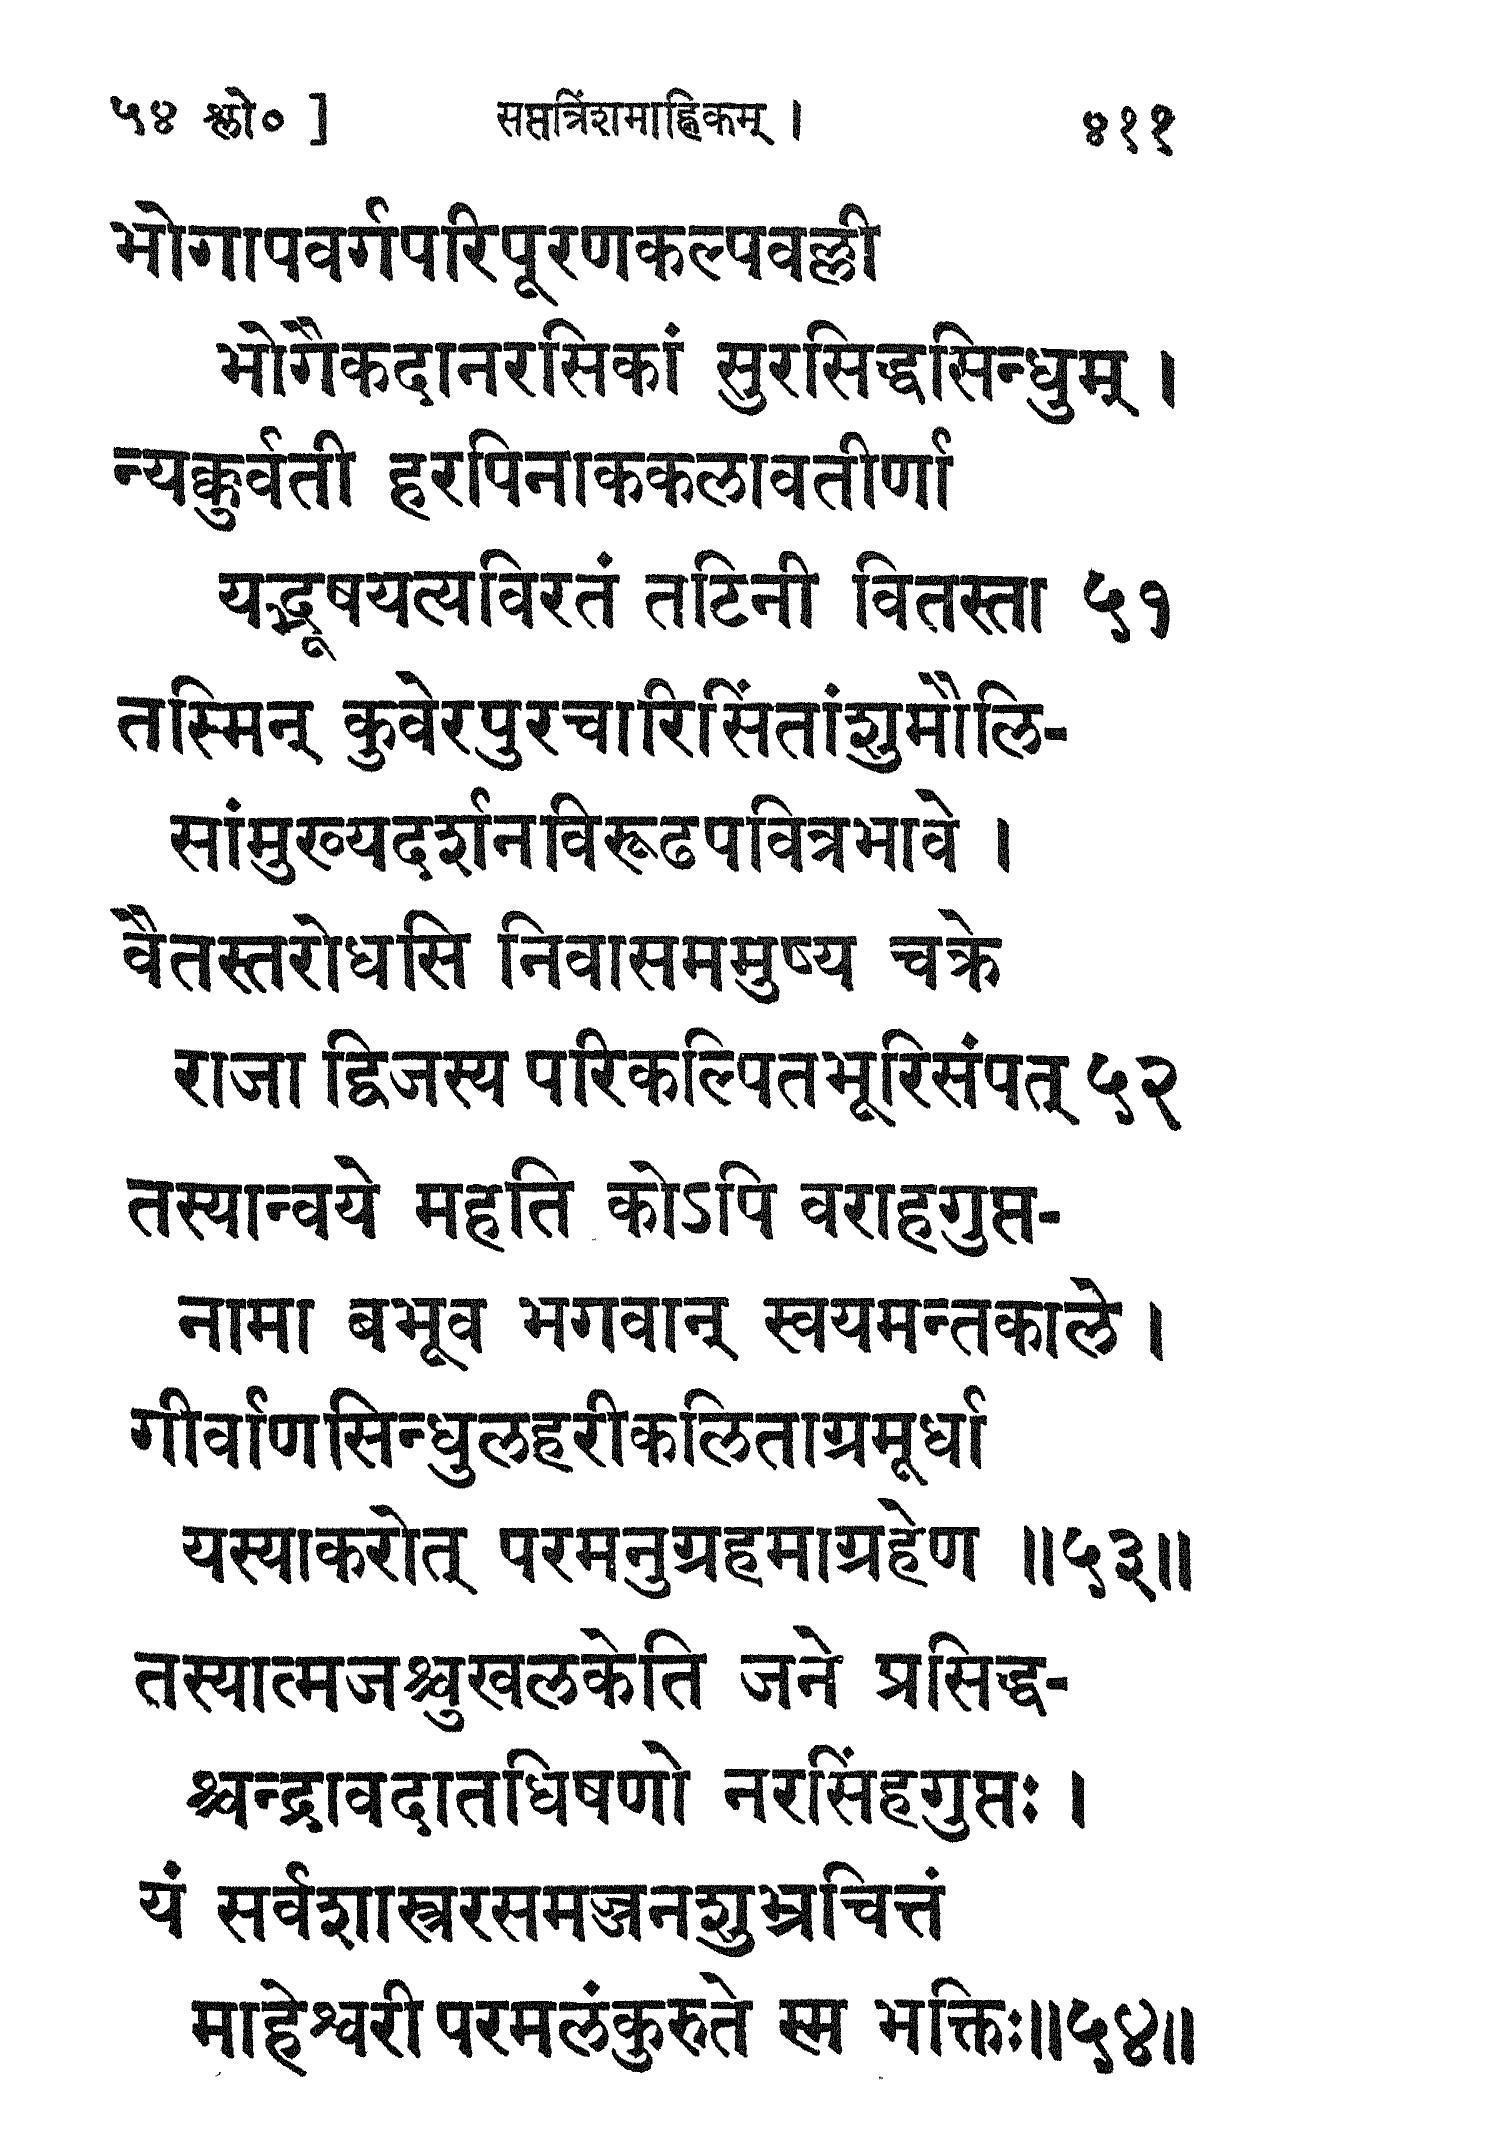 ५४ श्लो० ] सप्तत्रिंशमाह्निकम् । ४११
भोगापवर्गपरिपूरणकल्पवल्ली
भोगैकदानरसिकां सुरसिद्धसिन्धुम् ।
न्यक्कुर्वती हरपिनाककलावतीर्णा
यद्भूषयत्यविरतं तटिनी वितस्ता ५१
तस्मिन् कुवेरपुरचारिसिंतांशुमौलि-
सांमुख्यदर्शनविरूढपवित्रभावे ।
वैतस्तरोधसि निवासममुष्य चक्रे
राजा द्विजस्य परिकल्पितभूरिसंपत् ५२
तस्यान्वये महति कोऽपि वराहगुप्त-
नामा बभूव भगवान् स्वयमन्तकाले ।
गीर्वाणसिन्धुलहरीकलिताग्रमूर्धा
यस्याकरोत् परमनुग्रहमाग्रहेण ॥५३॥
तस्यात्मजश्चुखलकेति जने प्रसिद्ध-
श्चन्द्रावदातधिषणो नरसिंहगुप्तः ।
यं सर्वशास्त्ररसमज्जनशुभ्रचित्तं
माहेश्वरी परमलंकुरुते स्म भक्तिः॥५४॥